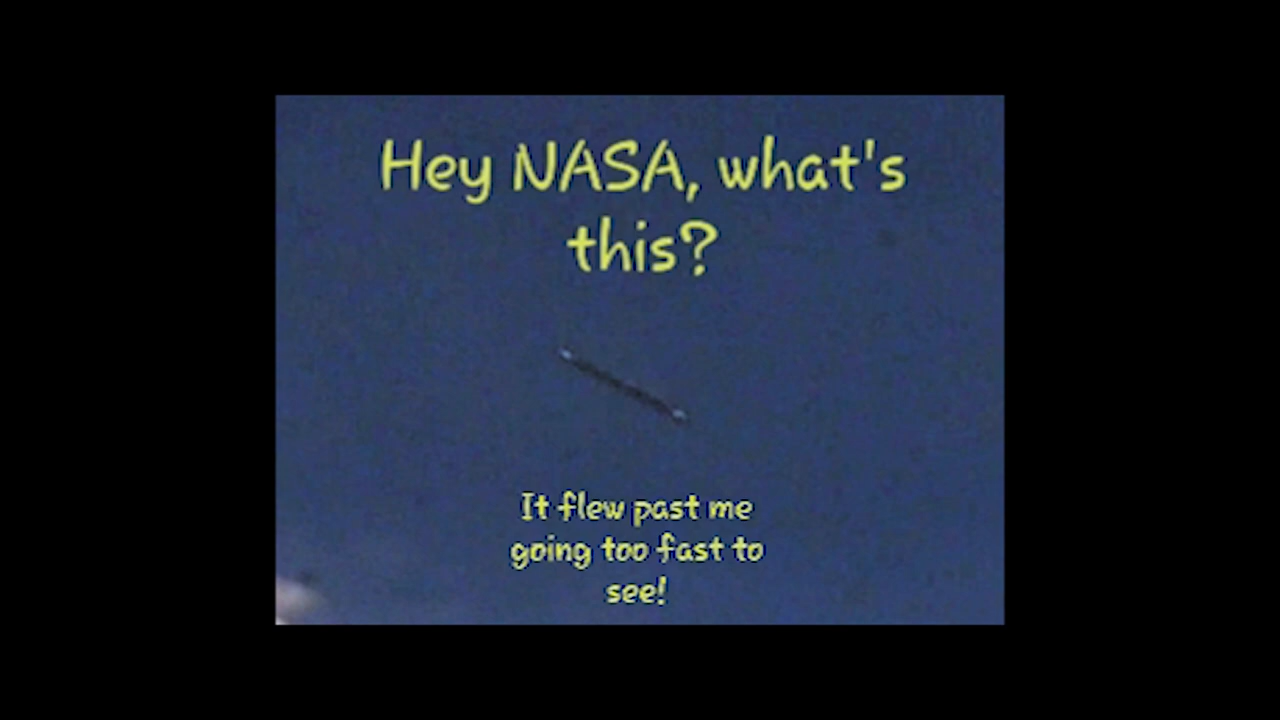 Hey NASA, what's
this?
It flew past me
going too fast to
see!